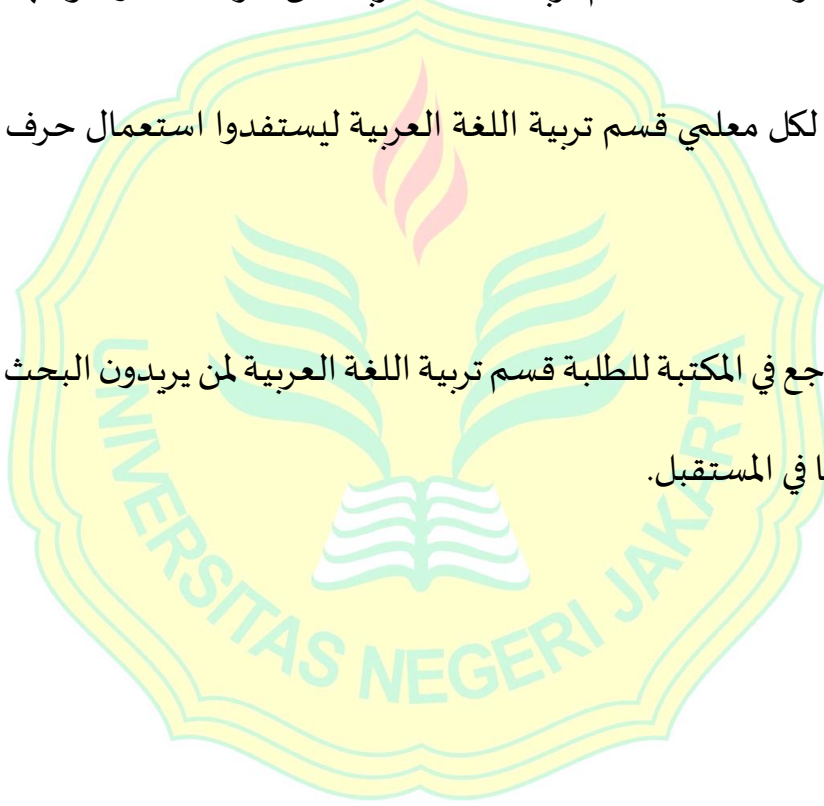 لكل معلمي قسم تربية اللغة العربية ليستفدوا استعمال حرف
جع في المكتبة للطلبة قسم تربية اللغة العربية لمن يريدون البحث
ا في المستقبل.
UNIVERSITAS NEGERI JAKARTA